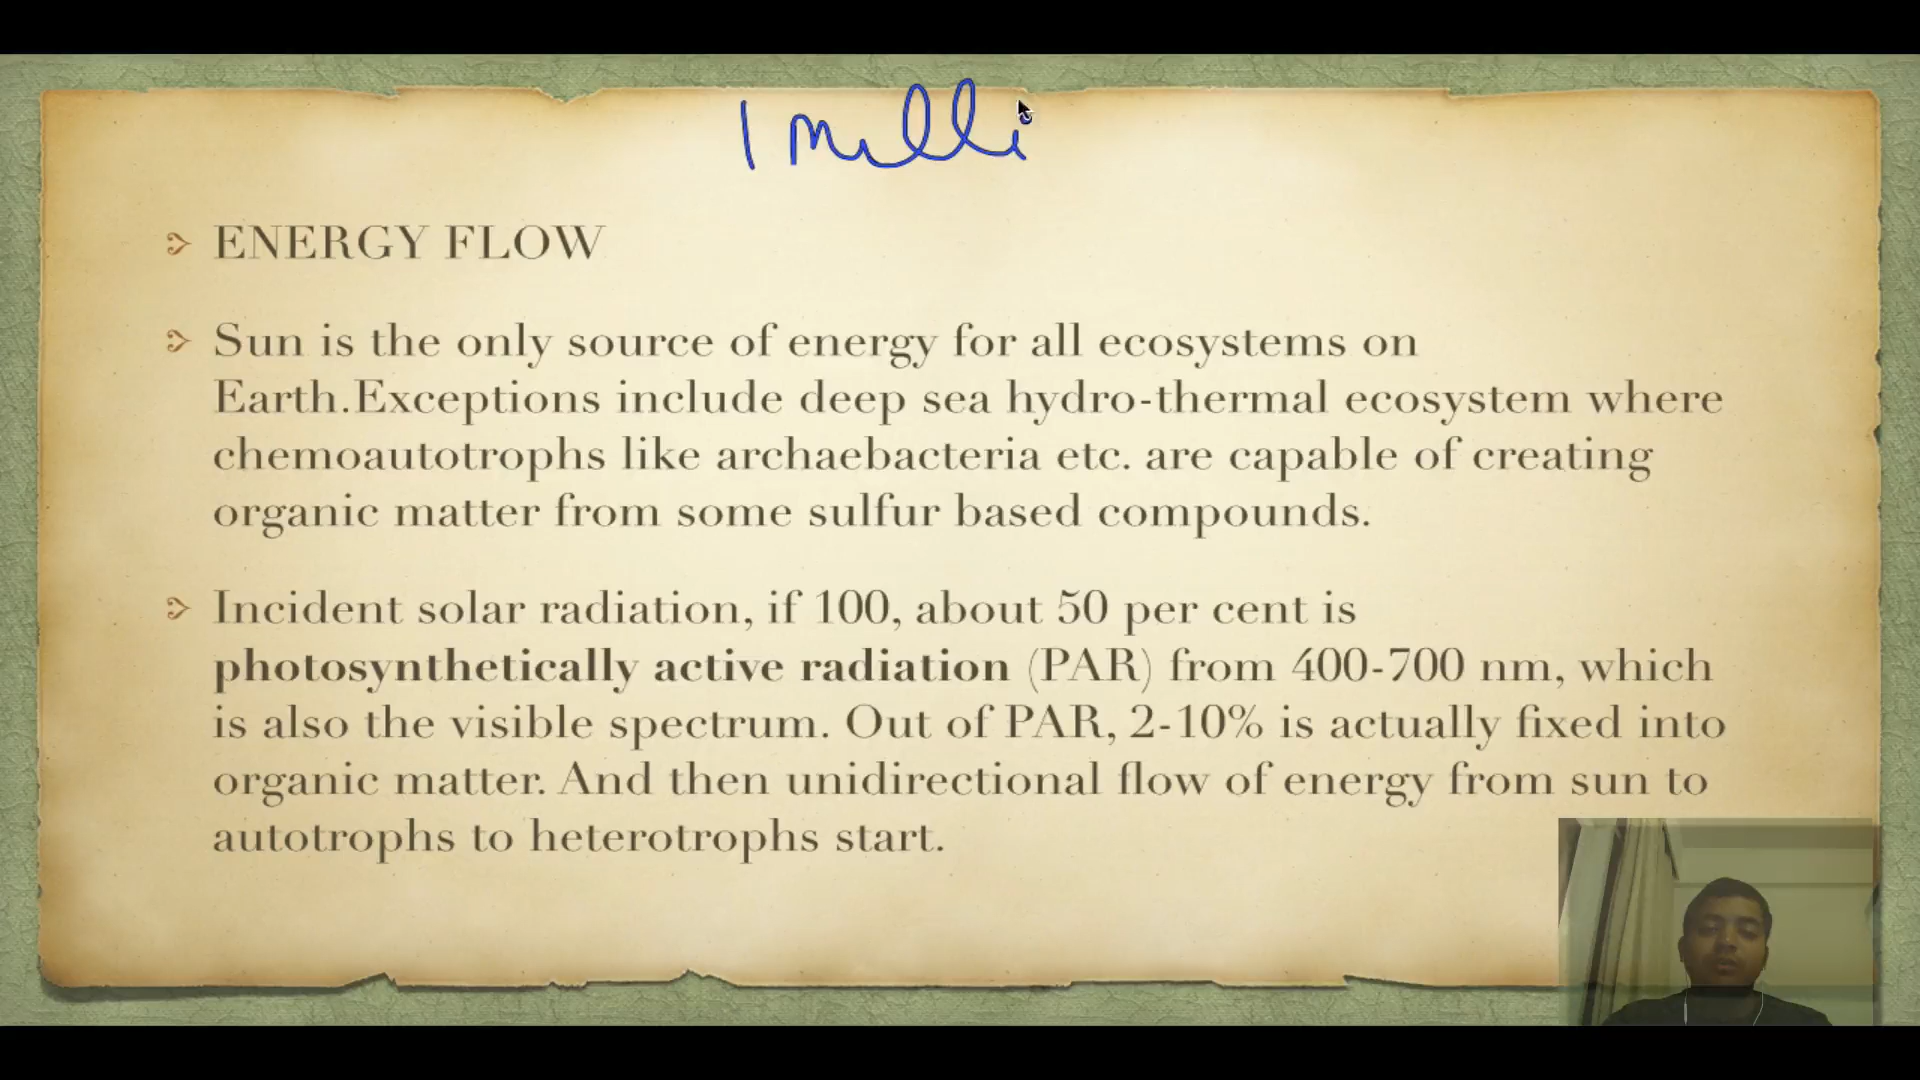 1 milli
ENERGY FLOW
Sun is the only source of energy for all ecosystems on
Earth.Exceptions include deep sea hydro-thermal ecosystem where
chemoautotrophs like archaebacteria etc. are capable of creating
organic matter from some sulfur based compounds.
Incident solar radiation, if 100, about 50 per cent is
photosynthetically active radiation (PAR) from 400-700 nm, which
is also the visible spectrum. Out of PAR, 2-10% is actually fixed into
organic matter. And then unidirectional flow of energy from sun to
autotrophs to heterotrophs start.